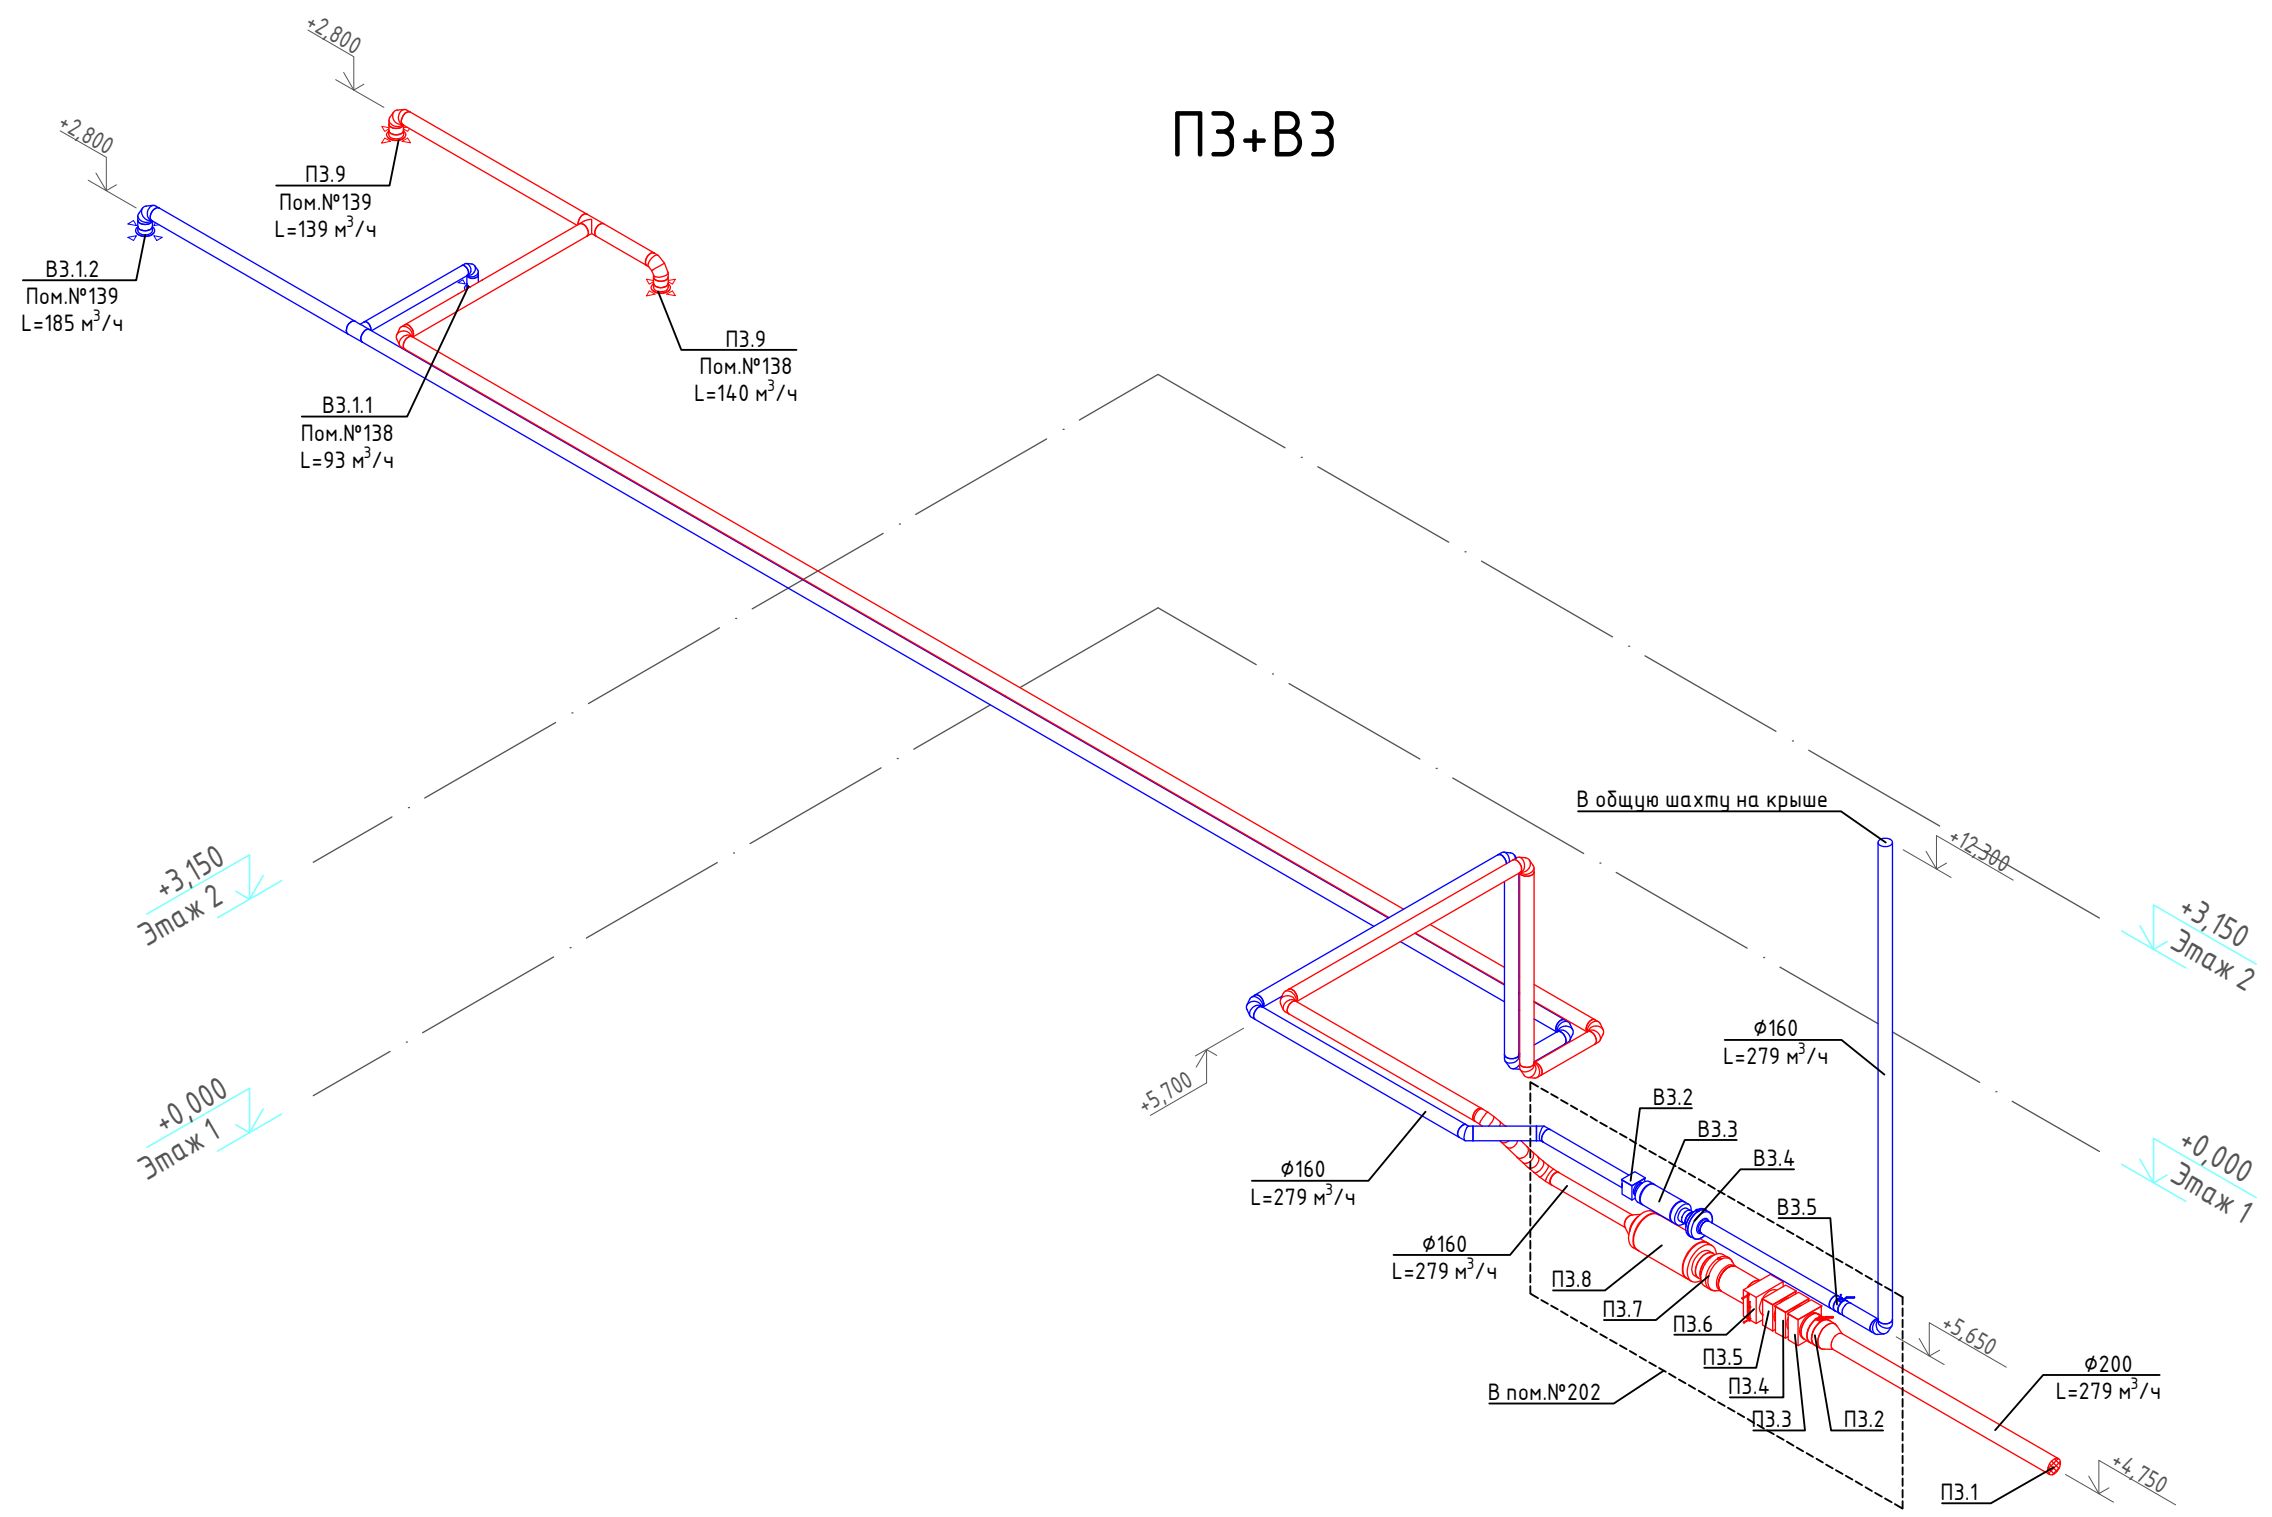 +2,800
+2,800
П3+В3
П3.9
Пом.№139
L=139 м³/ч
В3.1.2
Пом.№139
L=185 м³/ч
П3.9
Пом.№138
L=140 м³/ч
В3.1.1
Пом.№138
L=93 м³/ч
В общую шахту на крыше
+12,300
+3,150
Этаж 2
+3,150
Этаж 2
Ф160
L=279 м³/ч
+5,700
+0,000
Этаж 1
В3.2
В3.3
В3.4
+0,000
Этаж 1
Ф160
L=279 м³/ч
В3.5
Ф160
L=279 м³/ч
П3.8
П3.7
П3.6
П3.5
П3.4
П3.3
П3.2
+5,650
В пом.№202
Ф200
L=279 м³/ч
П3.1
+4,750